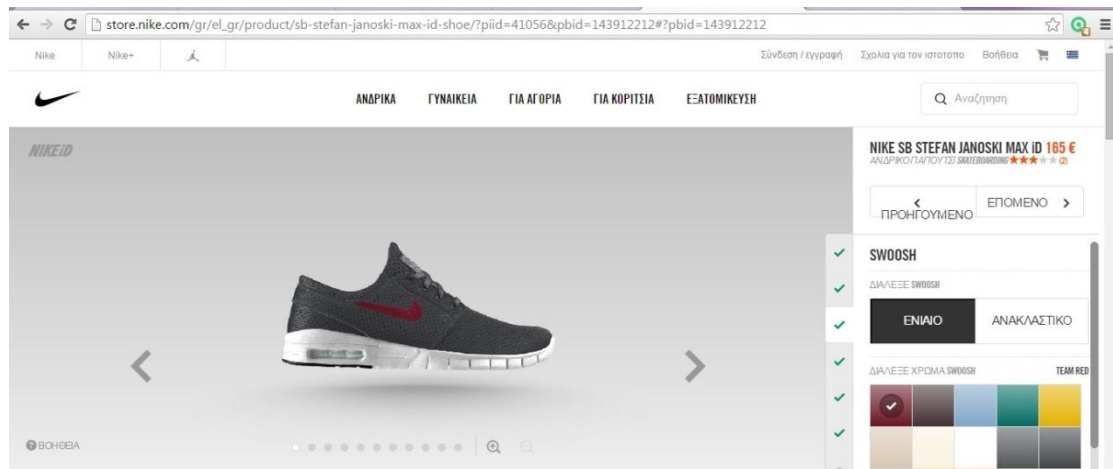 store.nike.com/gr/el_gr/product/sb-stefan-janoski-max-id-shoe/?piid=41056&pbid=143912212#?pbid=143912212
Nike Nike+ Σύνδεση / εγγραφή Σχολια για τον ιστοτοπο Βοήθεια
ΑΝΔΡΙΚΑ ΓΥΝΑΙΚΕΙΑ ΓΙΑ ΑΓΟΡΙΑ ΓΙΑ ΚΟΡΙΤΣΙΑ ΕΞΑΤΟΜΙΚΕΥΣΗ Αναζητηση
NIKEiD
NIKE SB STEFAN JANOSKI MAX iD 165 €
ΑΝΔΡΙΚΟ ΠΑΠΟΥΤΣΙ SKATEBOARDING (2)
ΠΡΟΗΓΟΥΜΕΝΟ ΕΠΟΜΕΝΟ
SWOOSH
ΔΙΑΛΕΞΕ SWOOSH
ΕΝΙΑΙΟ ΑΝΑΚΛΑΣΤΙΚΟ
ΔΙΑΛΕΞΕ ΧΡΩΜΑ SWOOSH TEAM RED
ΒΟΗΘΕΙΑ